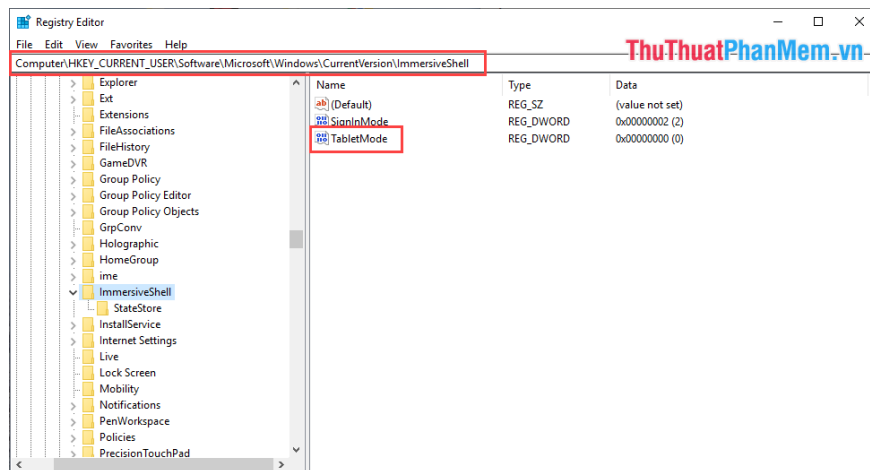 Registry Editor
File Edit View Favorites Help
ThuThuatPhanMem.vn
Computer\HKEY_CURRENT_USER\Software\Microsoft\Windows\CurrentVersion\ImmersiveShell
Explorer
Ext
Extensions
FileAssociations
FileHistory
GameDVR
Group Policy
Group Policy Editor
Group Policy Objects
GrpConv
Holographic
HomeGroup
ime
ImmersiveShell
StateStore
InstallService
Internet Settings
Live
Lock Screen
Mobility
Notifications
PenWorkspace
Policies
PrecisionTouchPad
Name Type Data
(Default) REG_SZ (value not set)
SignInMode REG_DWORD 0x00000002 (2)
TabletMode REG_DWORD 0x00000000 (0)